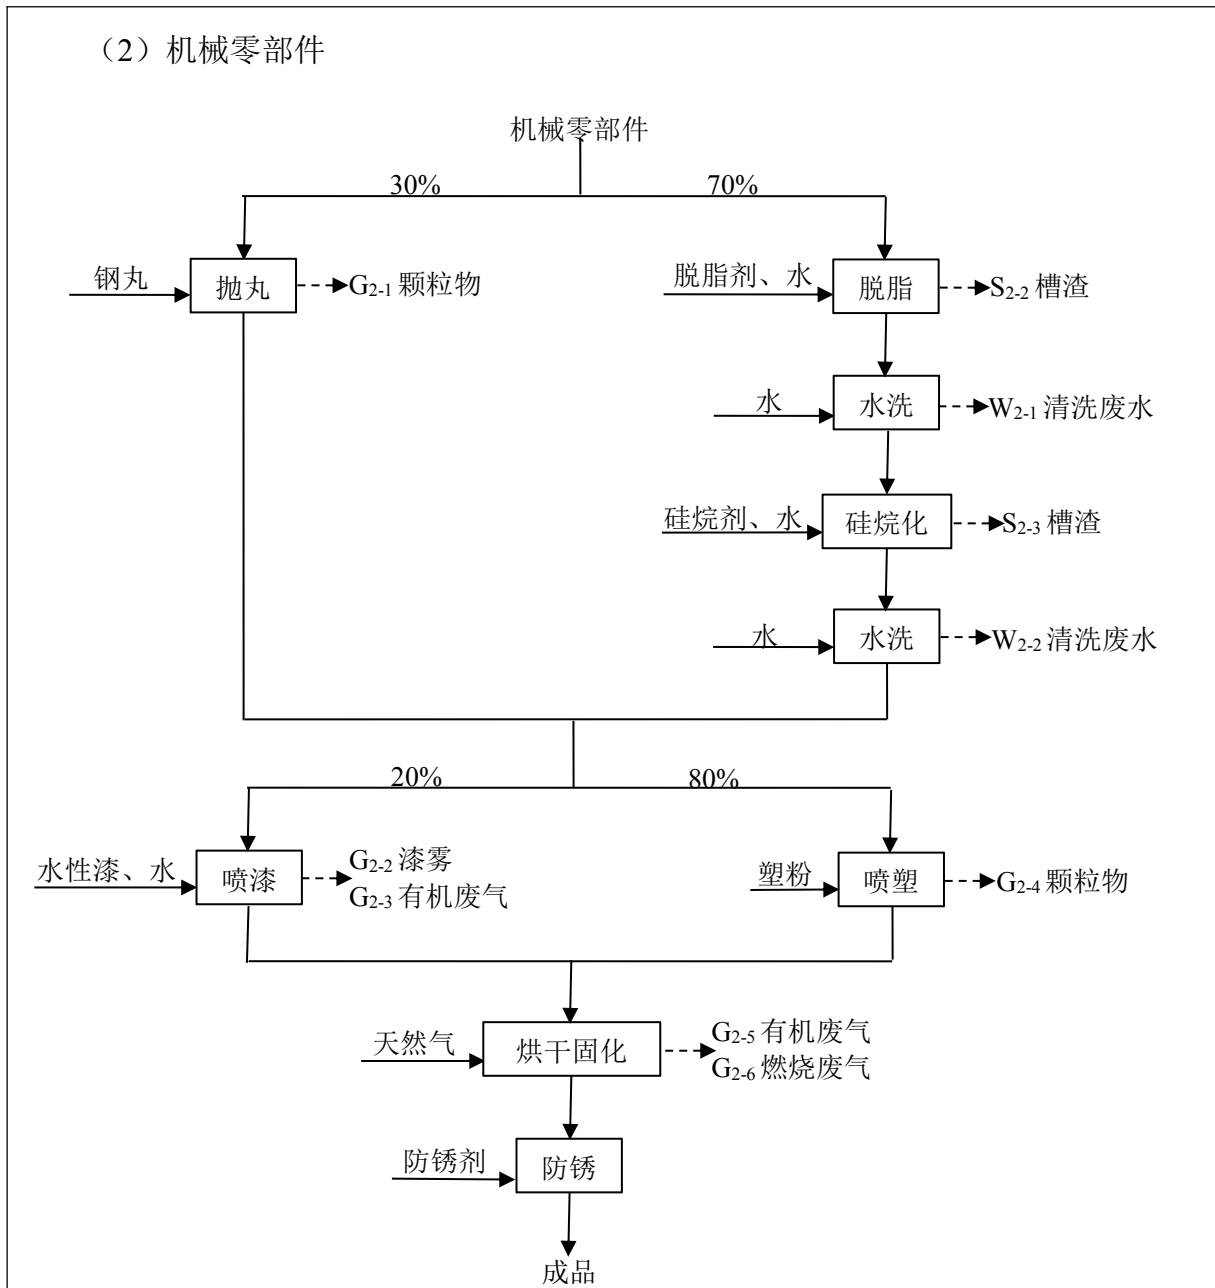 （2）机械零部件
机械零部件
30%
70%
钢丸
抛丸
G2-1 颗粒物
脱脂剂、水
脱脂
S2-2 槽渣
水
水洗
W2-1 清洗废水
硅烷剂、水
硅烷化
S2-3 槽渣
水
水洗
W2-2 清洗废水
20%
80%
水性漆、水
喷漆
G2-2 漆雾
G2-3 有机废气
塑粉
喷塑
G2-4 颗粒物
天然气
烘干固化
G2-5 有机废气
G2-6 燃烧废气
防锈剂
防锈
成品